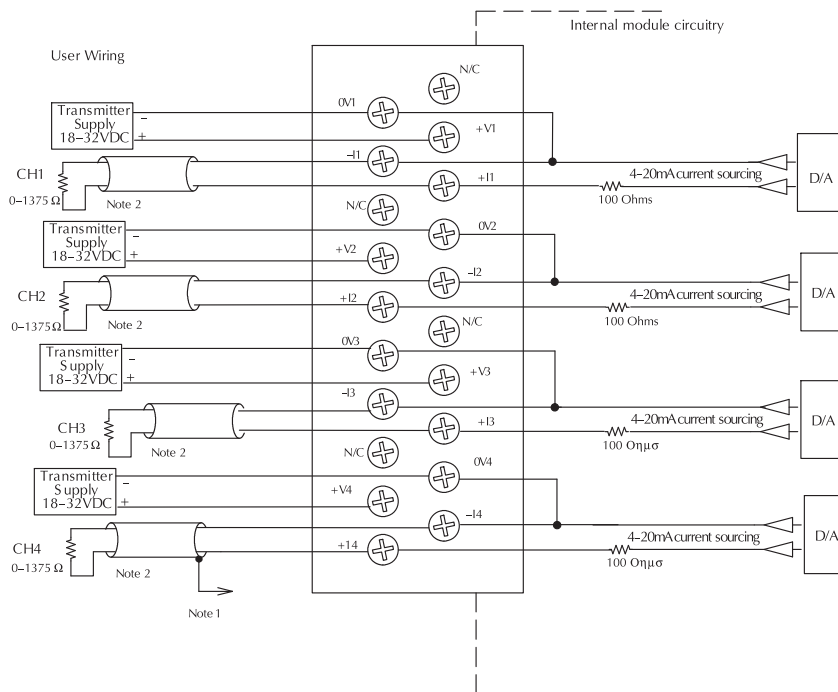 Internal module circuitry
User Wiring
N/C
0V1
Transmitter
Supply
18–32VDC
–
+
+V1
–I1
4–20mA current sourcing
D/A
CH1
0–1375 Ω
+I1
100 Ohms
Note 2
N/C
Transmitter
Supply
18–32VDC
–
+
0V2
+V2
–I2
4–20mA current sourcing
D/A
CH2
0–1375 Ω
+I2
100 Ohms
Note 2
N/C
0V3
Transmitter
Supply
18–32VDC
–
+
+V3
–I3
4–20mA current sourcing
D/A
CH3
0–1375 Ω
+I3
100 Οημσ
Note 2
N/C
0V4
Transmitter
Supply
18–32VDC
–
+
+V4
–I4
4–20mA current sourcing
D/A
CH4
0–1375 Ω
+14
100 Οημσ
Note 2
Note 1